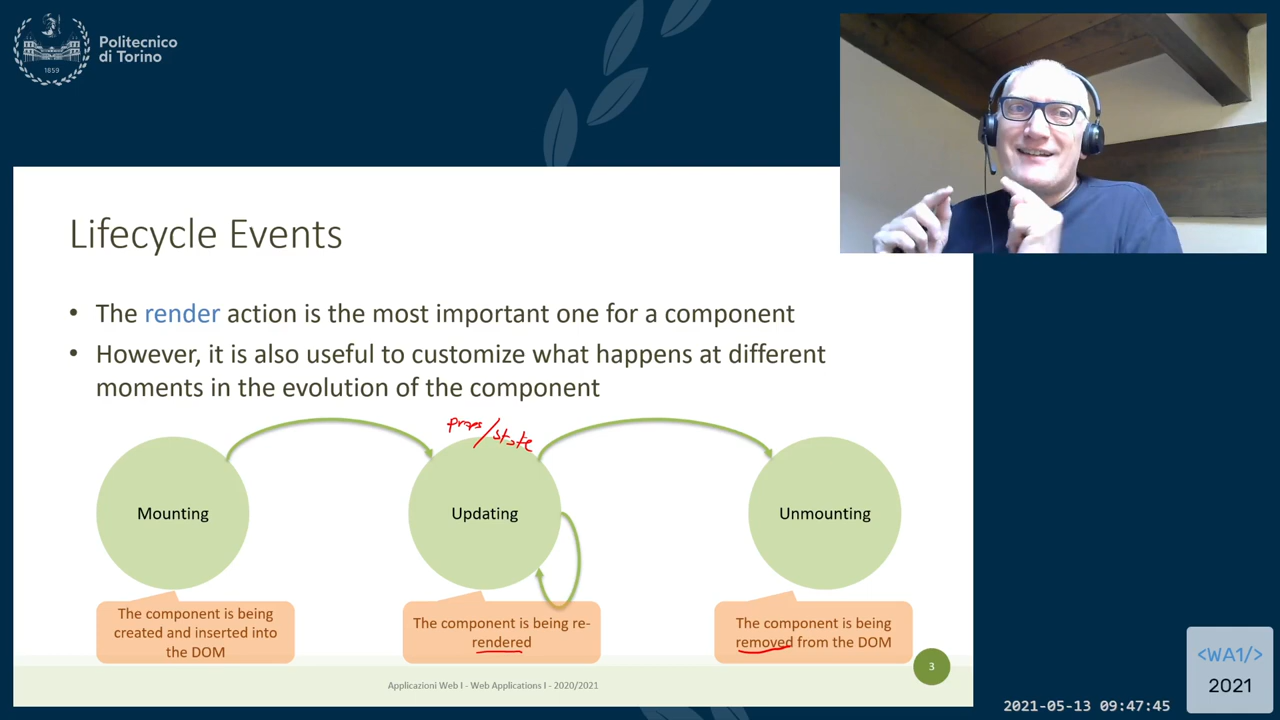 Politecnico
di Torino
1859
Lifecycle Events
• The render action is the most important one for a component
• However, it is also useful to customize what happens at different
moments in the evolution of the component
props/state
Mounting
Updating
Unmounting
The component is being
created and inserted into
the DOM
The component is being re-
rendered
The component is being
removed from the DOM
3
Applicazioni Web I - Web Applications I - 2020/2021
<WA1/>
2021
2021-05-13 09:47:45